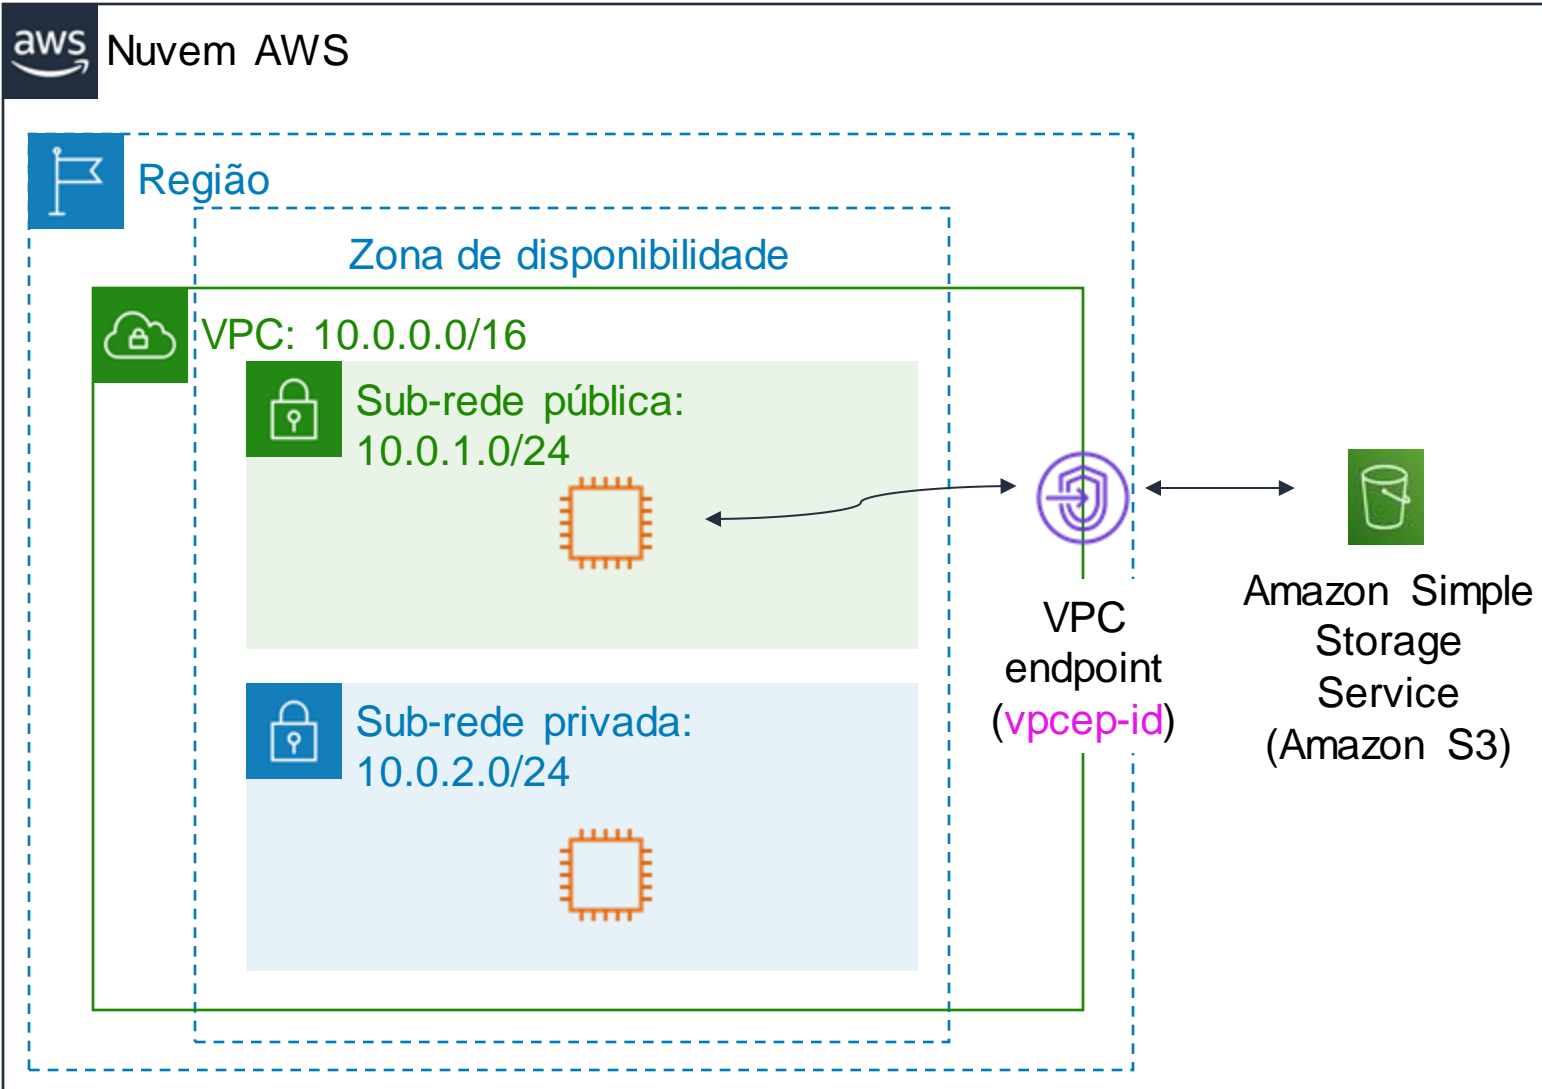 aws
Nuvem AWS
Região
Zona de disponibilidade
VPC: 10.0.0.0/16
Sub-rede pública:
10.0.1.0/24
VPC
endpoint
(vpcep-id)
Amazon Simple
Storage
Service
(Amazon S3)
Sub-rede privada:
10.0.2.0/24